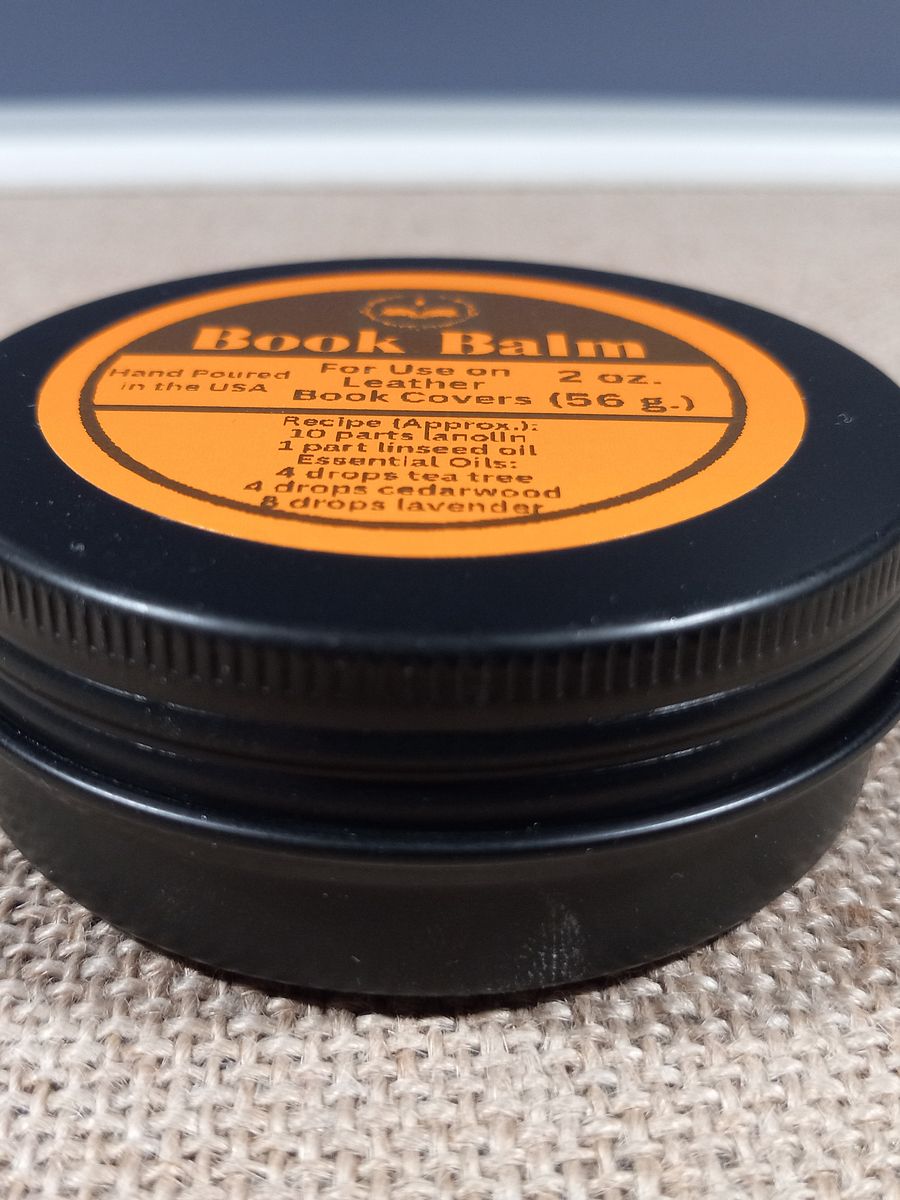 Book Balm
Hand Poured
in the USA
For Use on
Leather
Book Covers
2 oz.
(56 g.)
Recipe (Approx.):
10 parts lanolin
1 part linseed oil
Essential Oils:
4 drops tea tree
4 drops cedarwood
8 drops lavender